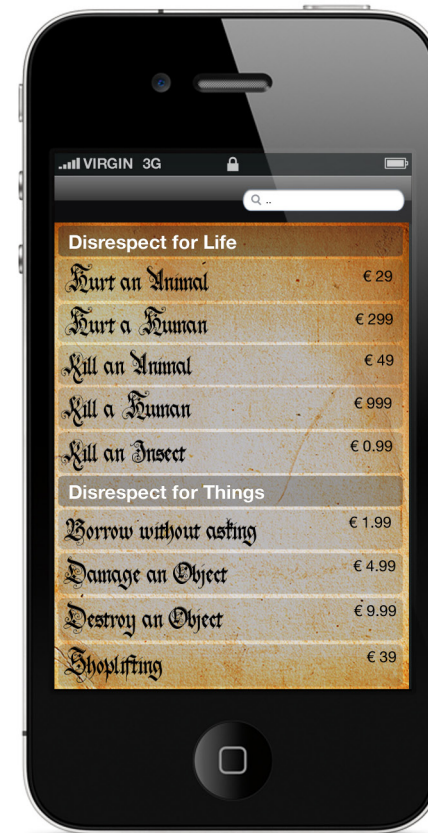 VIRGIN 3G
..
Disrespect for Life
Hurt an Animal € 29
Hurt a Human € 299
Kill an Animal € 49
Kill a Human € 999
Kill an Insect € 0.99
Disrespect for Things
Borrow without asking € 1.99
Damage an Object € 4.99
Destroy an Object € 9.99
Shoplifting € 39